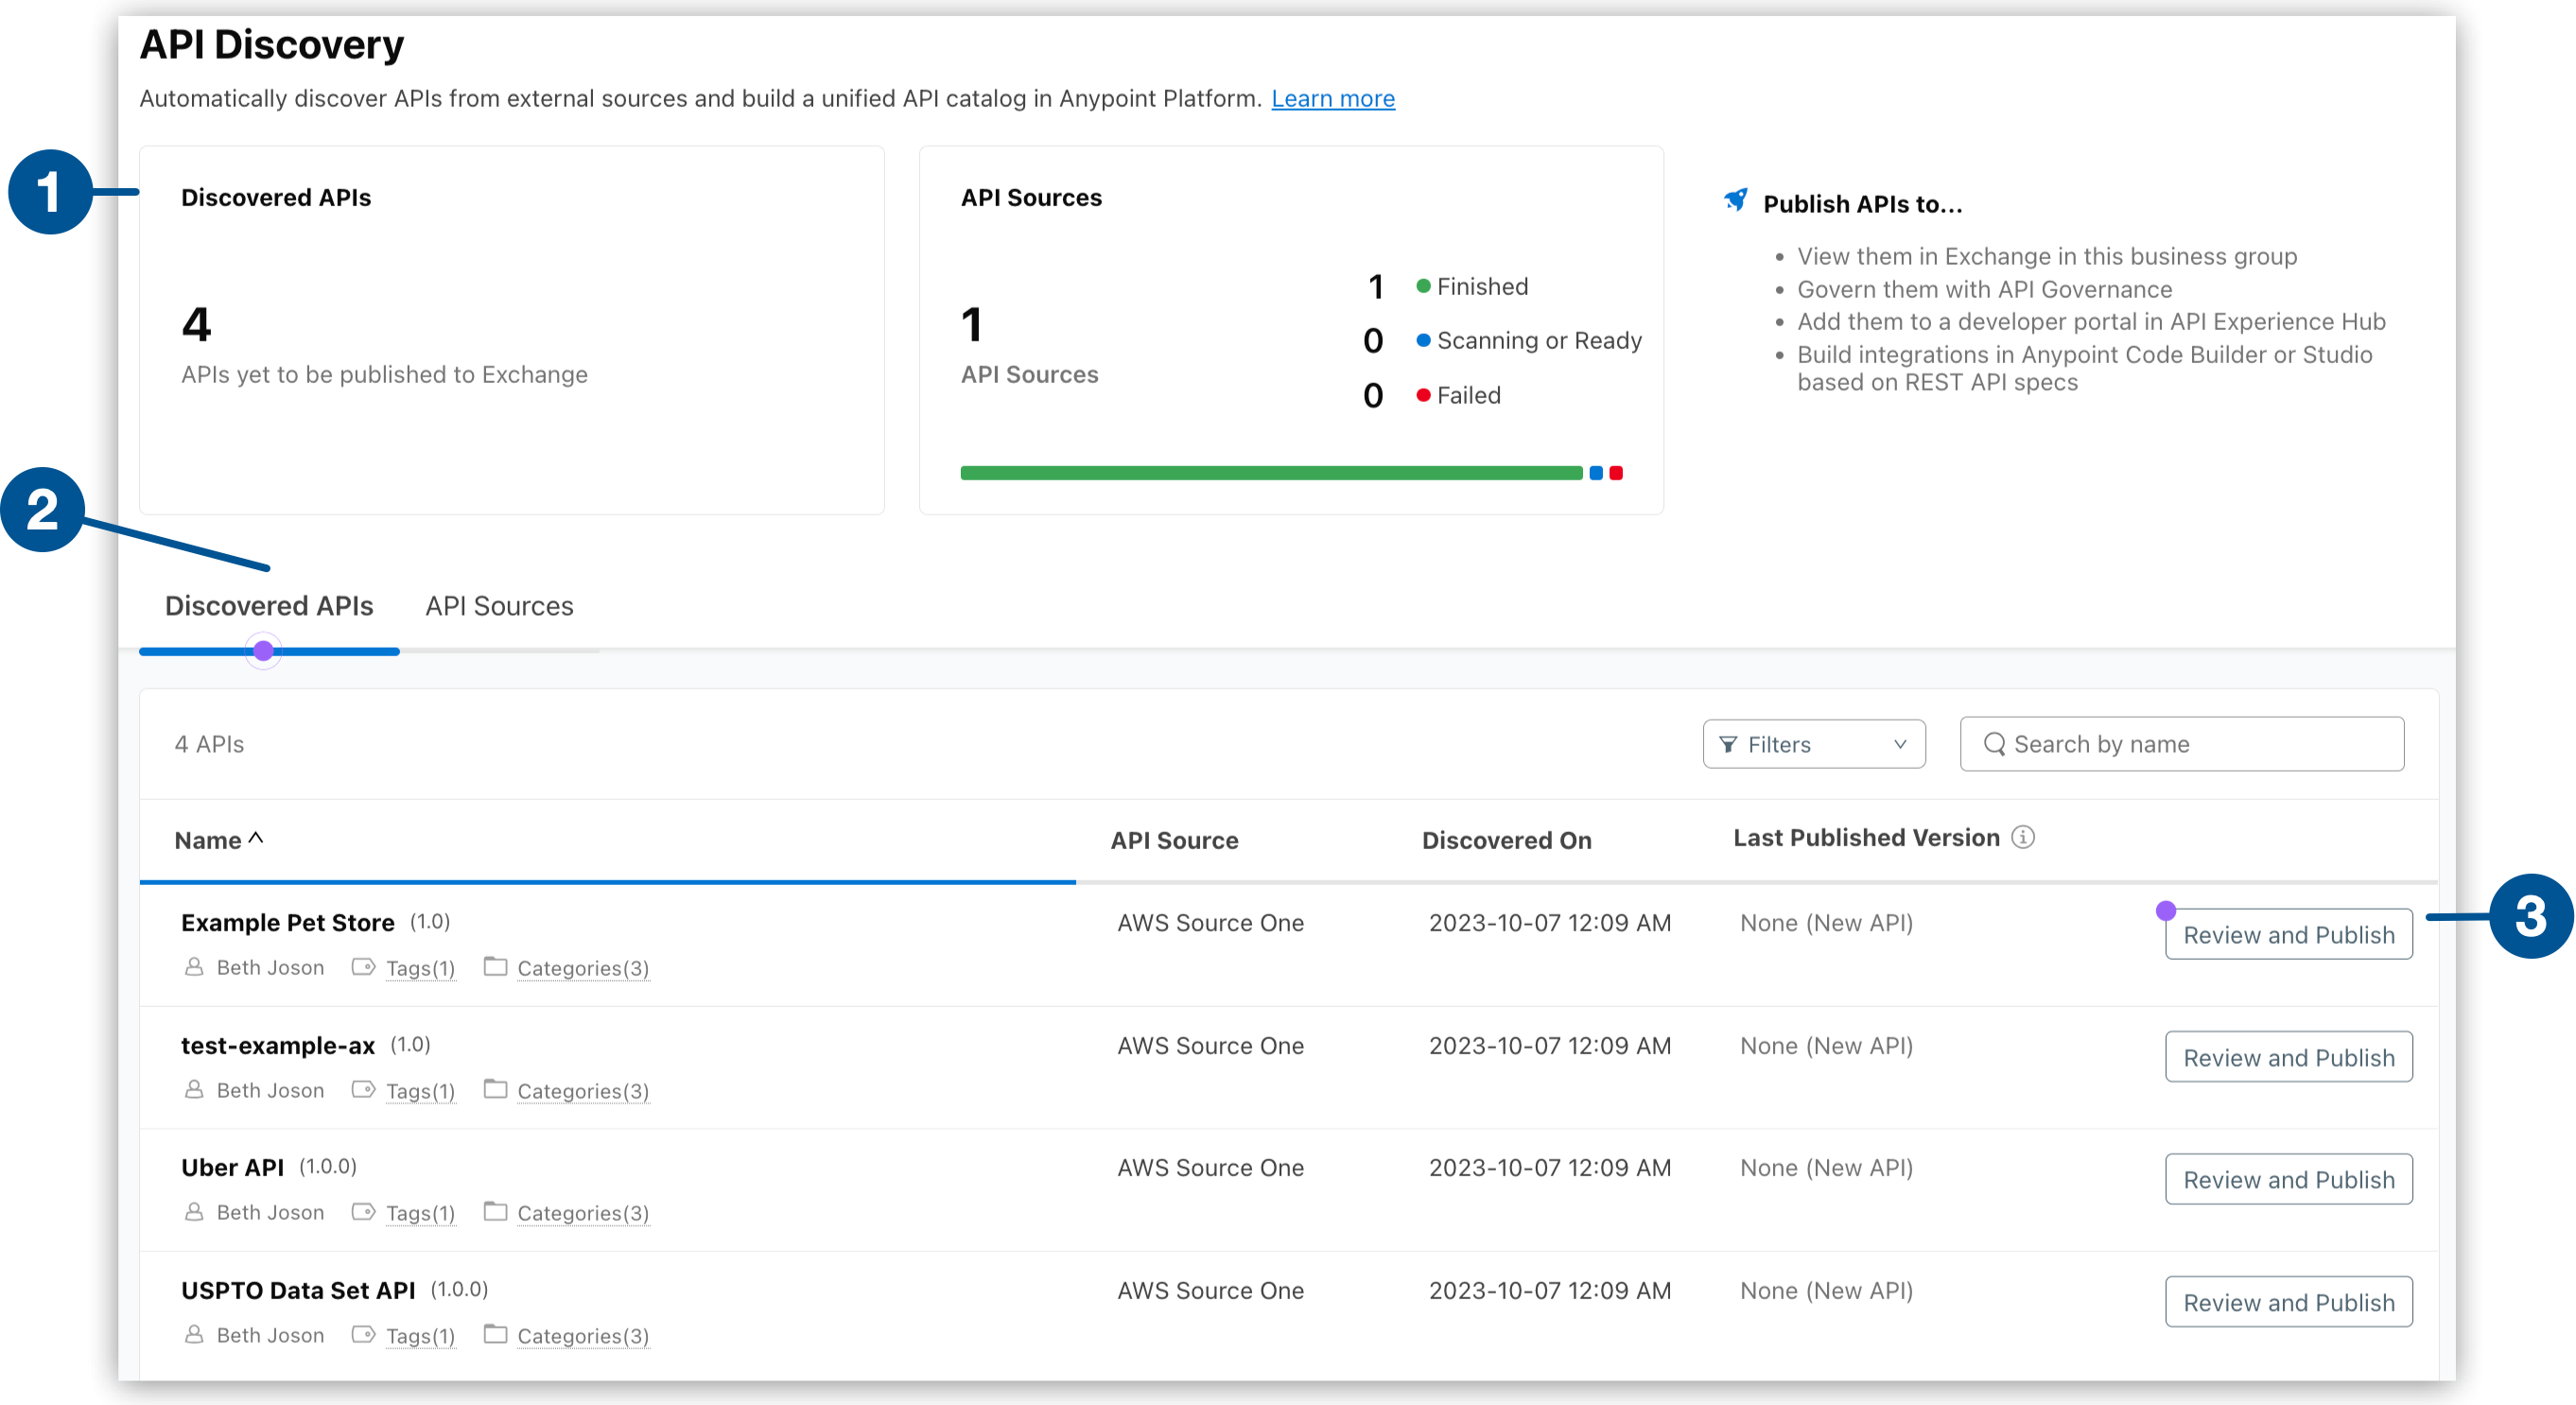 API Discovery
Automatically discover APIs from external sources and build a unified API catalog in Anypoint Platform. Learn more
1
Discovered APIs
4
APIs yet to be published to Exchange
API Sources
1
API Sources
1 Finished
0 Scanning or Ready
0 Failed
Publish APIs to...
• View them in Exchange in this business group
• Govern them with API Governance
• Add them to a developer portal in API Experience Hub
• Build integrations in Anypoint Code Builder or Studio
based on REST API specs
2
Discovered APIs API Sources
4 APIs Filters Search by name
Name API Source Discovered On Last Published Version
Example Pet Store (1.0) AWS Source One 2023-10-07 12:09 AM None (New API) Review and Publish
3
Beth Joson Tags(1) Categories(3)
test-example-ax (1.0) AWS Source One 2023-10-07 12:09 AM None (New API) Review and Publish
Beth Joson Tags(1) Categories(3)
Uber API (1.0.0) AWS Source One 2023-10-07 12:09 AM None (New API) Review and Publish
Beth Joson Tags(1) Categories(3)
USPTO Data Set API (1.0.0) AWS Source One 2023-10-07 12:09 AM None (New API) Review and Publish
Beth Joson Tags(1) Categories(3)